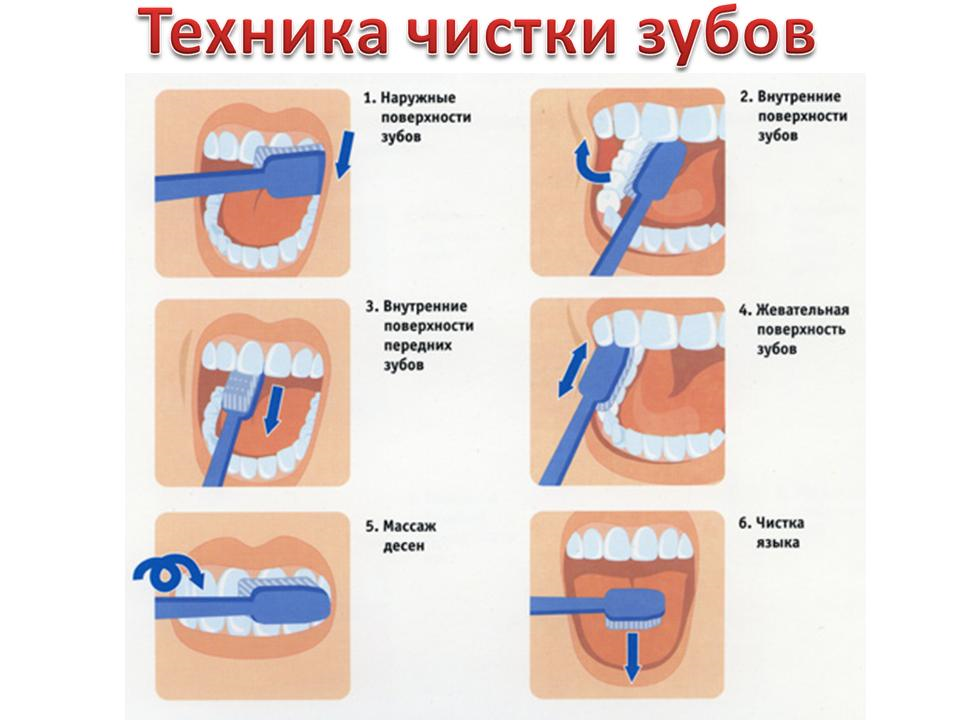 Техника чистки зубов
1. Наружные
поверхности
зубов
2. Внутренние
поверхности
зубов
3. Внутренние
поверхности
передних
зубов
4. Жевательная
поверхность
зубов
5. Массаж
десен
6. Чистка
языка